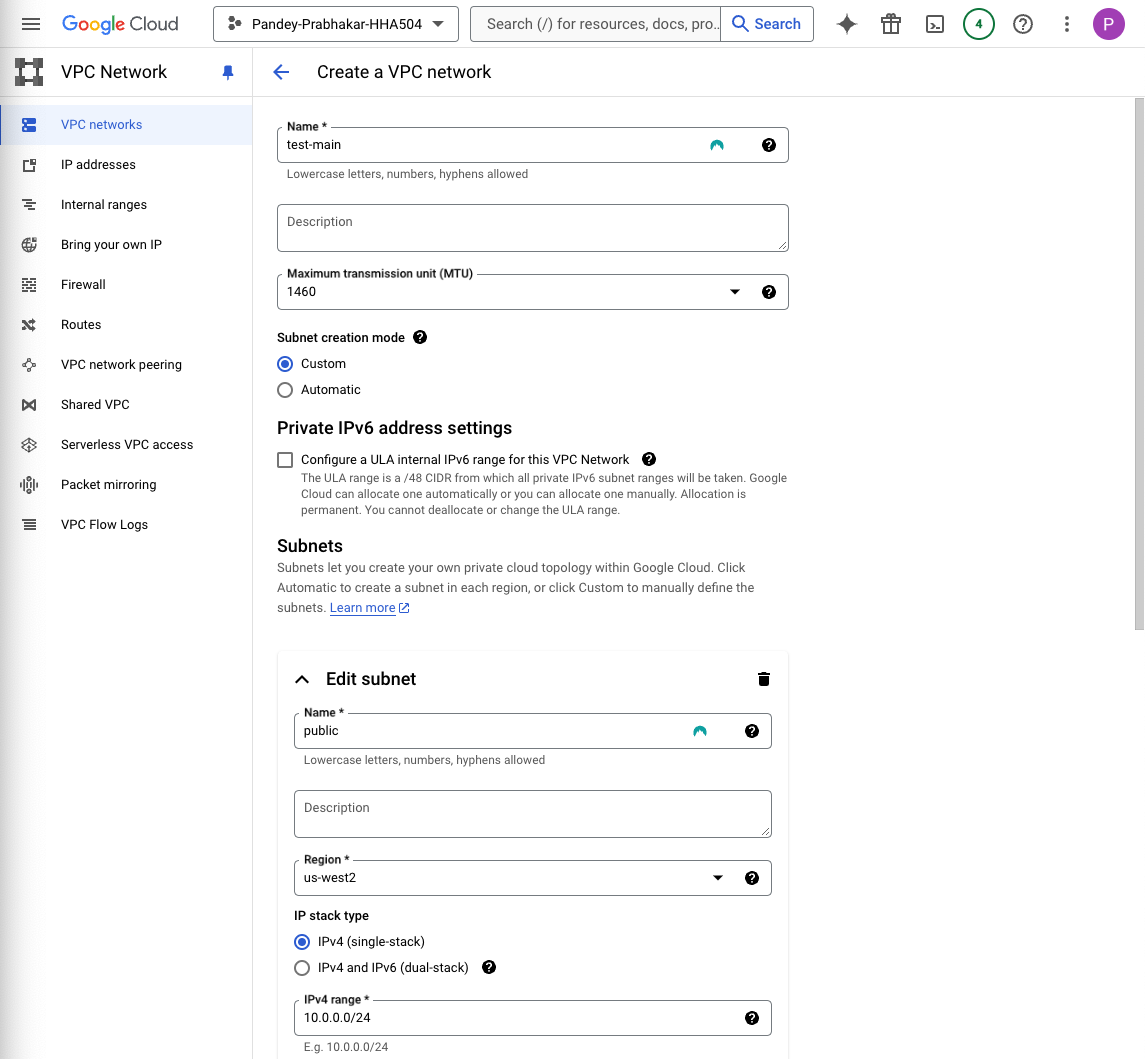 Google Cloud
Pandey-Prabhakar-HHA504
Search (/) for resources, docs, pro...
Search
4
P
VPC Network
Create a VPC network
VPC networks
IP addresses
Internal ranges
Bring your own IP
Firewall
Routes
VPC network peering
Shared VPC
Serverless VPC access
Packet mirroring
VPC Flow Logs
Name *
test-main
Lowercase letters, numbers, hyphens allowed
Description
Maximum transmission unit (MTU)
1460
Subnet creation mode
Custom
Automatic
Private IPv6 address settings
Configure a ULA internal IPv6 range for this VPC Network
The ULA range is a /48 CIDR from which all private IPv6 subnet ranges will be taken. Google
Cloud can allocate one automatically or you can allocate one manually. Allocation is
permanent. You cannot deallocate or change the ULA range.
Subnets
Subnets let you create your own private cloud topology within Google Cloud. Click
Automatic to create a subnet in each region, or click Custom to manually define the
subnets. Learn more
Edit subnet
Name *
public
Lowercase letters, numbers, hyphens allowed
Description
Region *
us-west2
IP stack type
IPv4 (single-stack)
IPv4 and IPv6 (dual-stack)
IPv4 range *
10.0.0.0/24
E.g. 10.0.0.0/24